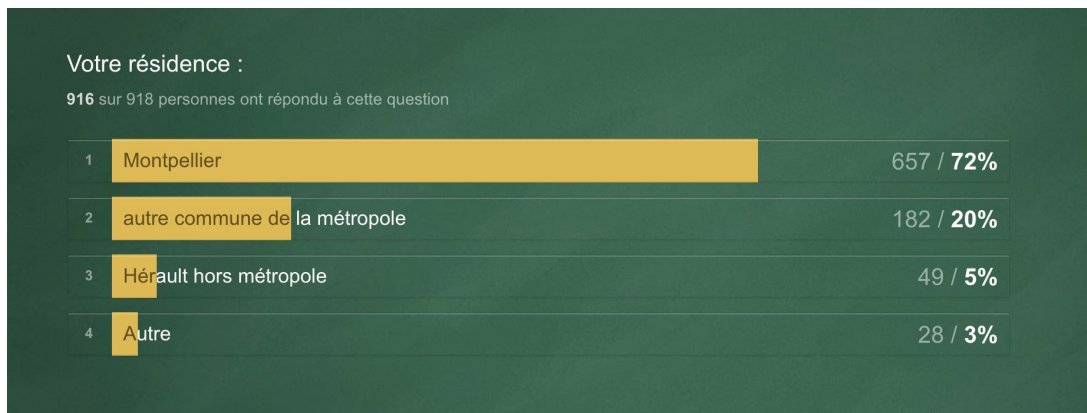 Votre résidence :
916 sur 918 personnes ont répondu à cette question
1 Montpellier 657 / 72%
2 autre commune de la métropole 182 / 20%
3 Hérault hors métropole 49 / 5%
4 Autre 28 / 3%